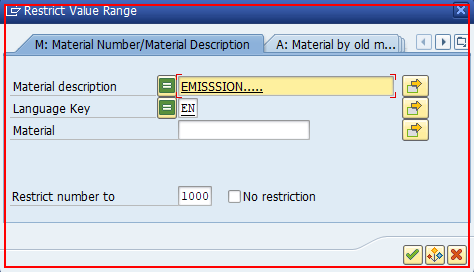 Restrict Value Range
M: Material Number/Material Description
A: Material by old m...
Material description = EMISSSION.....
Language Key = EN
Material
Restrict number to 1000 No restriction